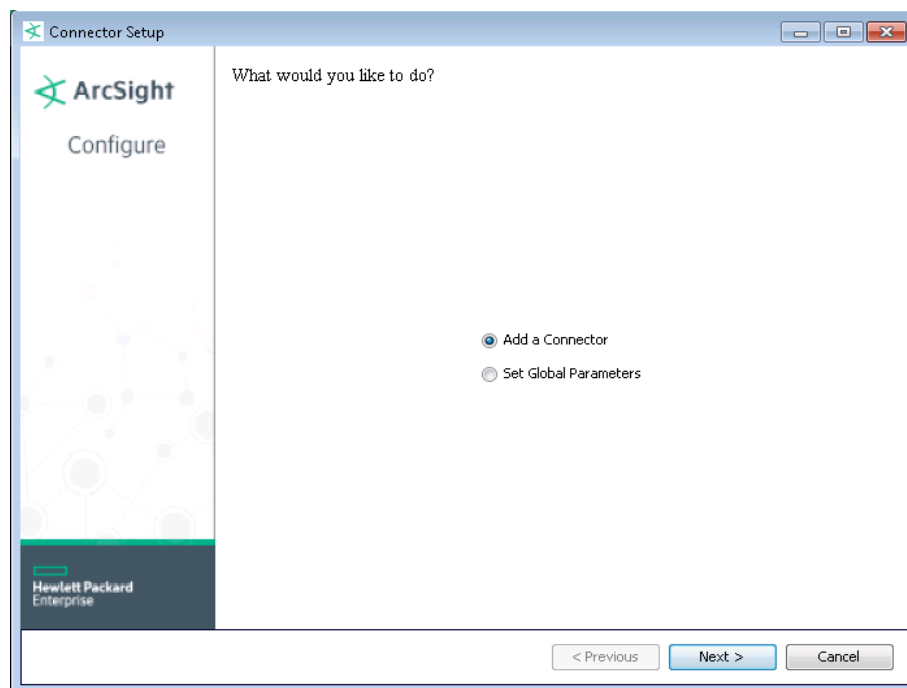 Connector Setup
ArcSight
Configure
What would you like to do?
Add a Connector
Set Global Parameters
Hewlett Packard
Enterprise
< Previous
Next >
Cancel